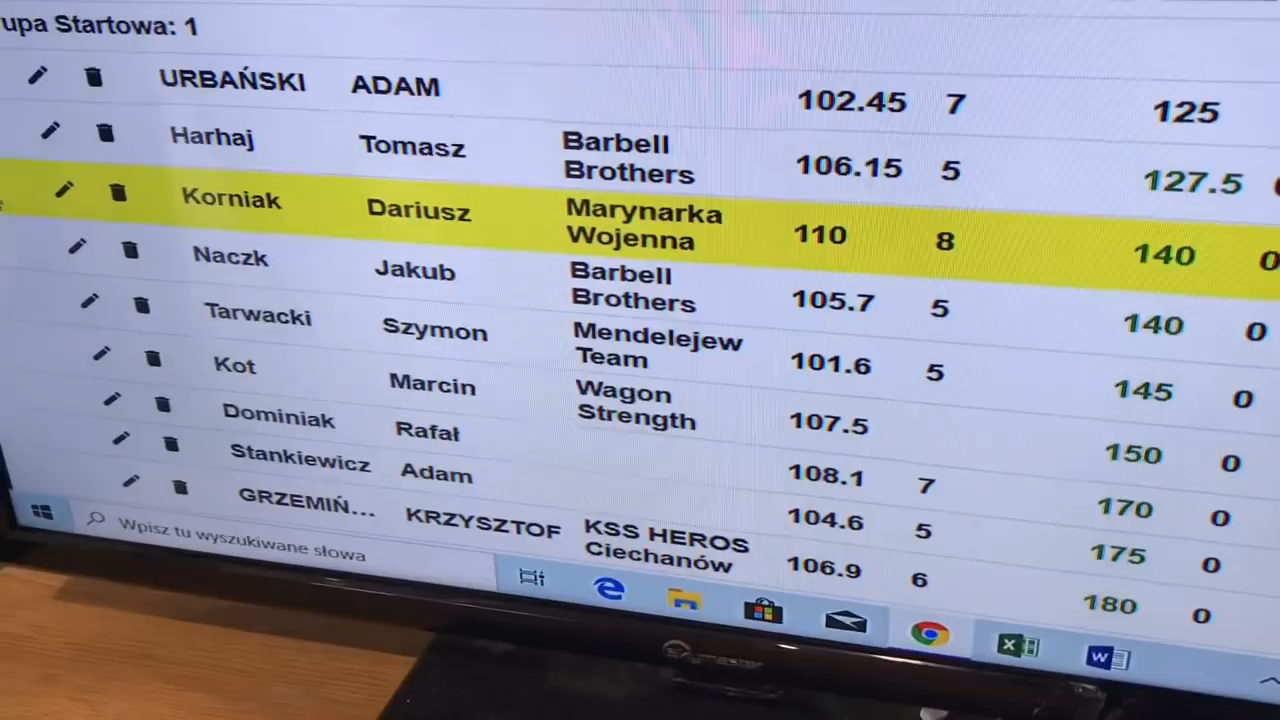 upa Startowa: 1
URBAŃSKI ADAM 102.45 7 125
Harhaj Tomasz Barbell Brothers 106.15 5 127.5
Korniak Dariusz Marynarka Wojenna 110 8 140 0
Naczk Jakub Barbell Brothers 105.7 5 140 0
Tarwacki Szymon Mendelejew Team 101.6 5 145 0
Kot Marcin Wagon Strength 107.5 150 0
Dominiak Rafał 108.1 7 170 0
Stankiewicz Adam 104.6 5 175 0
GRZEMIŃ... KRZYSZTOF KSS HEROS Ciechanów 106.9 6 180 0
Wpisz tu wyszukiwane słowa